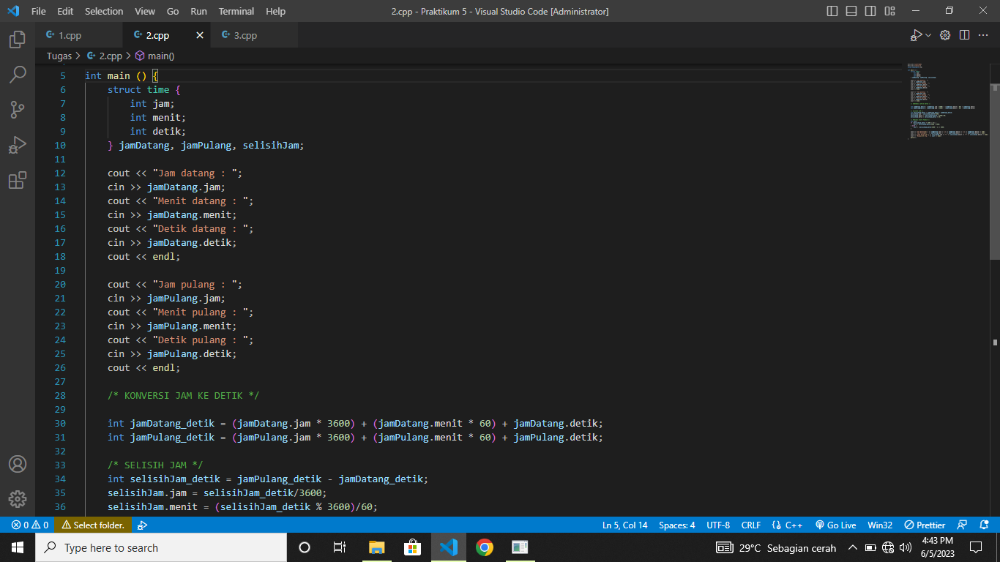 File Edit Selection View Go Run Terminal Help 2.cpp - Praktikum 5 - Visual Studio Code [Administrator]
1.cpp 2.cpp 3.cpp
Tugas > 2.cpp > main()
5 int main () {
6 struct time {
7 int jam;
8 int menit;
9 int detik;
10 } jamDatang, jamPulang, selisihJam;
11
12 cout << "Jam datang : ";
13 cin >> jamDatang.jam;
14 cout << "Menit datang : ";
15 cin >> jamDatang.menit;
16 cout << "Detik datang : ";
17 cin >> jamDatang.detik;
18 cout << endl;
19
20 cout << "Jam pulang : ";
21 cin >> jamPulang.jam;
22 cout << "Menit pulang : ";
23 cin >> jamPulang.menit;
24 cout << "Detik pulang : ";
25 cin >> jamPulang.detik;
26 cout << endl;
27
28 /* KONVERSI JAM KE DETIK */
29
30 int jamDatang_detik = (jamDatang.jam * 3600) + (jamDatang.menit * 60) + jamDatang.detik;
31 int jamPulang_detik = (jamPulang.jam * 3600) + (jamPulang.menit * 60) + jamPulang.detik;
32
33 /* SELISIH JAM */
34 int selisihJam_detik = jamPulang_detik - jamDatang_detik;
35 selisihJam.jam = selisihJam_detik/3600;
36 selisihJam.menit = (selisihJam_detik % 3600)/60;
0 0 Select folder. Ln 5, Col 14 Spaces: 4 UTF-8 CRLF C++ Go Live Win32 Prettier
Type here to search 29°C Sebagian cerah 4:43 PM
6/5/2023